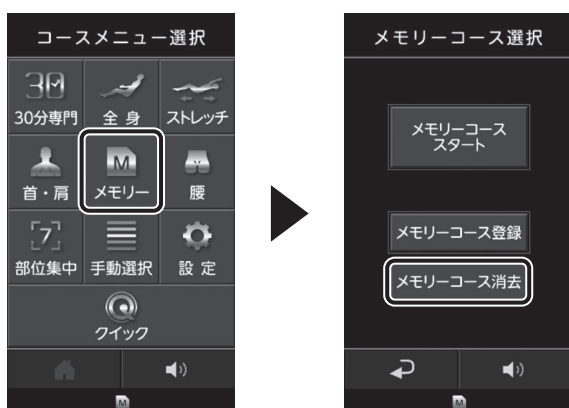 コースメニュー選択
30
30分専門
全 身
ストレッチ
首・肩
M
メモリー
腰
7
部位集中
手動選択
設 定
クイック
M
メモリーコース選択
メモリーコース
スタート
メモリーコース登録
メモリーコース消去
M